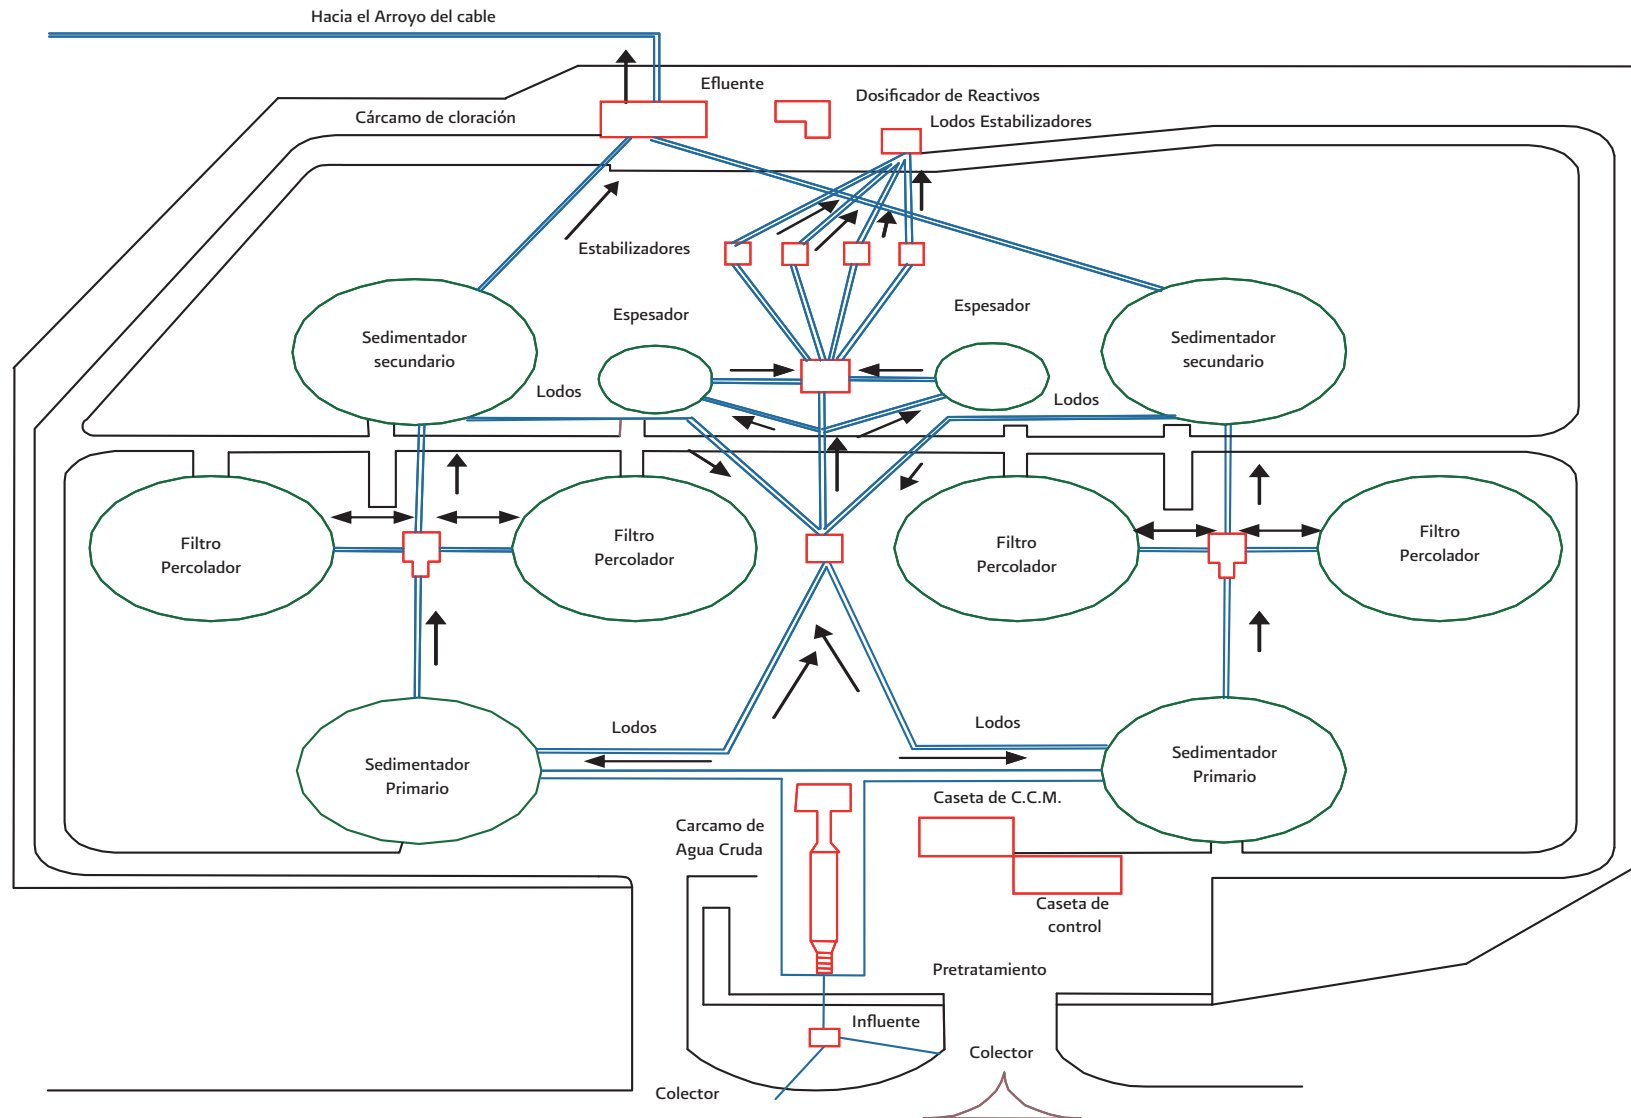 Hacia el Arroyo del cable
Efluente
Dosificador de Reactivos
Cárcamo de cloración
Lodos Estabilizadores
Estabilizadores
Espesador
Espesador
Sedimentador
secundario
Sedimentador
secundario
Lodos
Lodos
Filtro
Percolador
Filtro
Percolador
Filtro
Percolador
Filtro
Percolador
Lodos
Lodos
Sedimentador
Primario
Sedimentador
Primario
Caseta de C.C.M.
Carcamo de
Agua Cruda
Caseta de
control
Pretratamiento
Influente
Colector
Colector